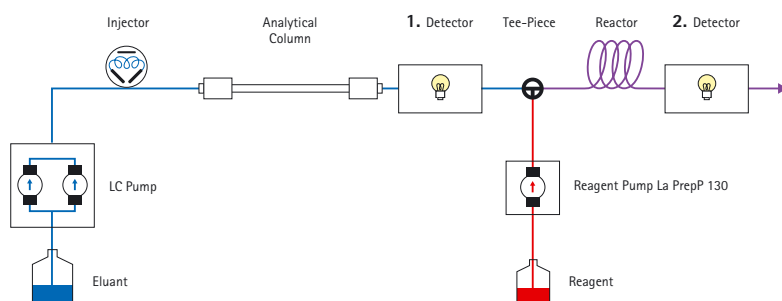 Injector
Analytical
Column
1. Detector
Tee-Piece
Reactor
2. Detector
LC Pump
Reagent Pump La PrepP 130
Eluant
Reagent